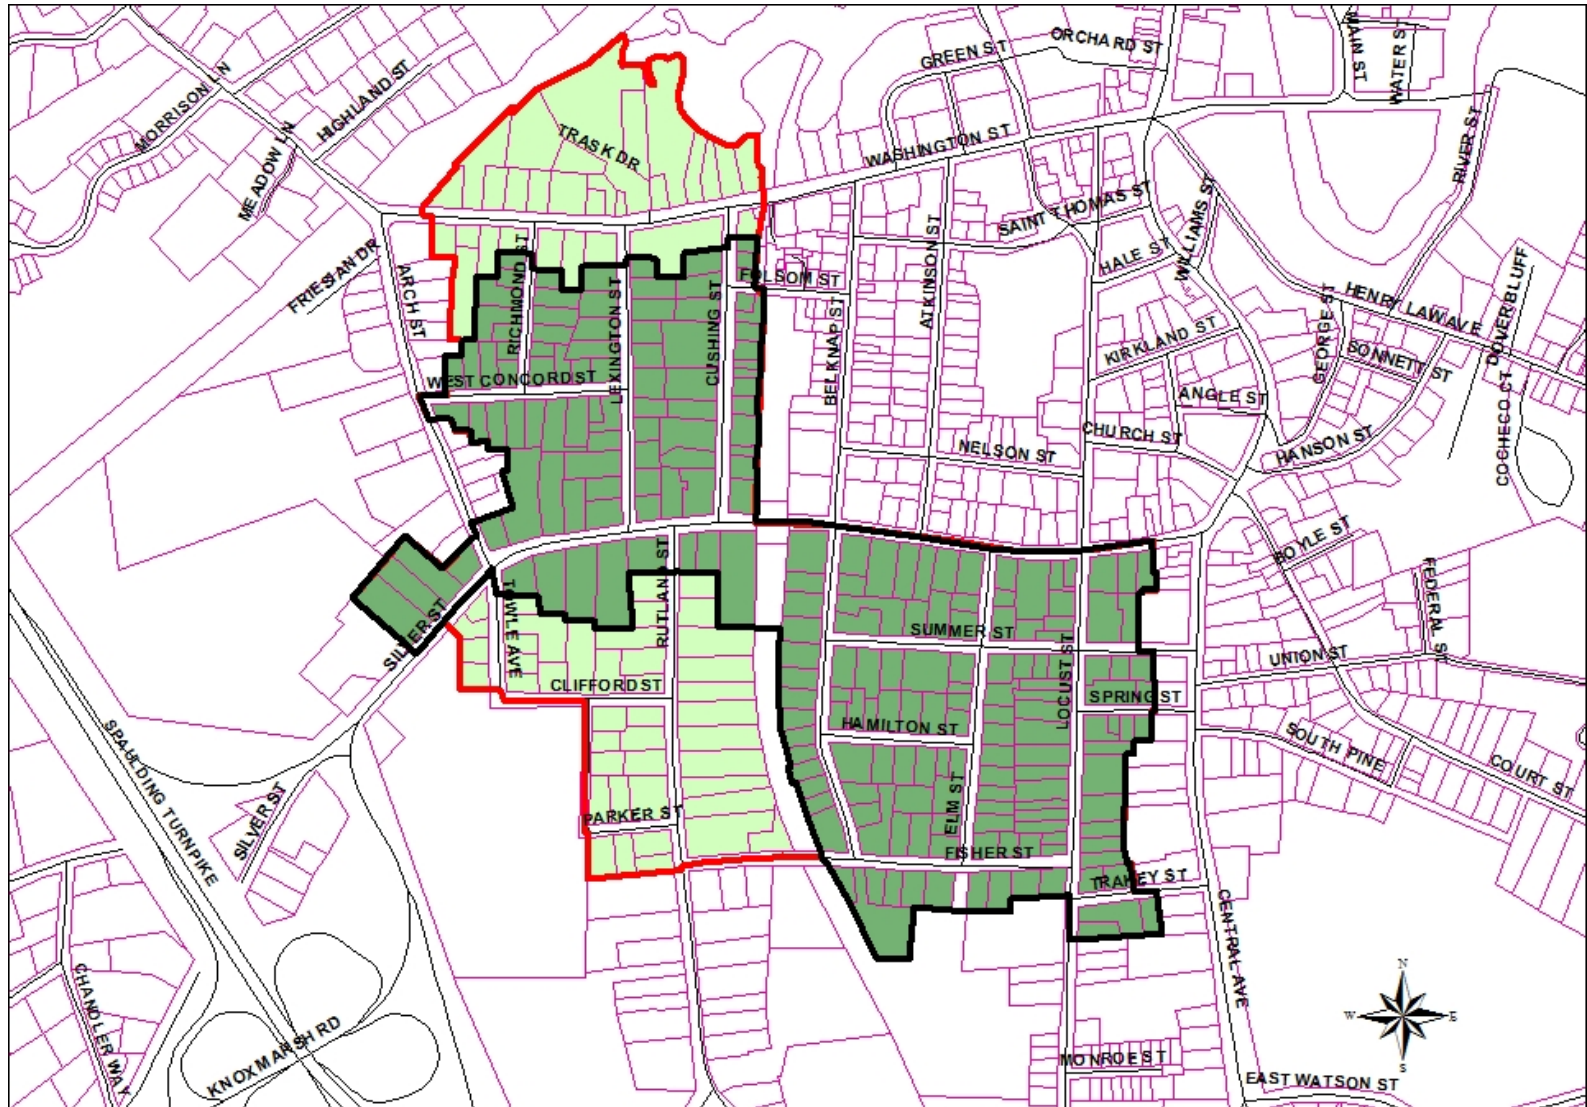 MAIN ST
WATER ST
ORCHARD ST
GREEN ST
MORRISON LN
HIGHLAND ST
MEADOW LN
TRASK DR
WASHINGTON ST
RIVER ST
SAINT THOMAS ST
WILLIAMS ST
HALE ST
FRIESIAN DR
ARCH ST
RICHMOND ST
LEXINGTON ST
CUSHING ST
FOLSOM ST
BELKNAP ST
ATKINSON ST
KIRKLAND ST
GEORGE ST
HENRY LAW AVE
DOVERBLUFF
SONNETT ST
WEST CONCORD ST
ANGLE ST
COCHECO CT
CHURCH ST
NELSON ST
HANSON ST
BOYLE ST
FEDERAL ST
RUTLAND ST
TOWLE AVE
SILVER ST
SUMMER ST
LOCUST ST
UNION ST
CLIFFORD ST
SPRING ST
HAMILTON ST
SOUTH PINE
COURT ST
SPAULDING TURNPIKE
SILVER ST
PARKER ST
ELM ST
FISHER ST
TRAKEY ST
CENTRAL AVE
CHANDLER WAY
KNOX MARSH RD
MONROE ST
EAST WATSON ST
N
W
E
S